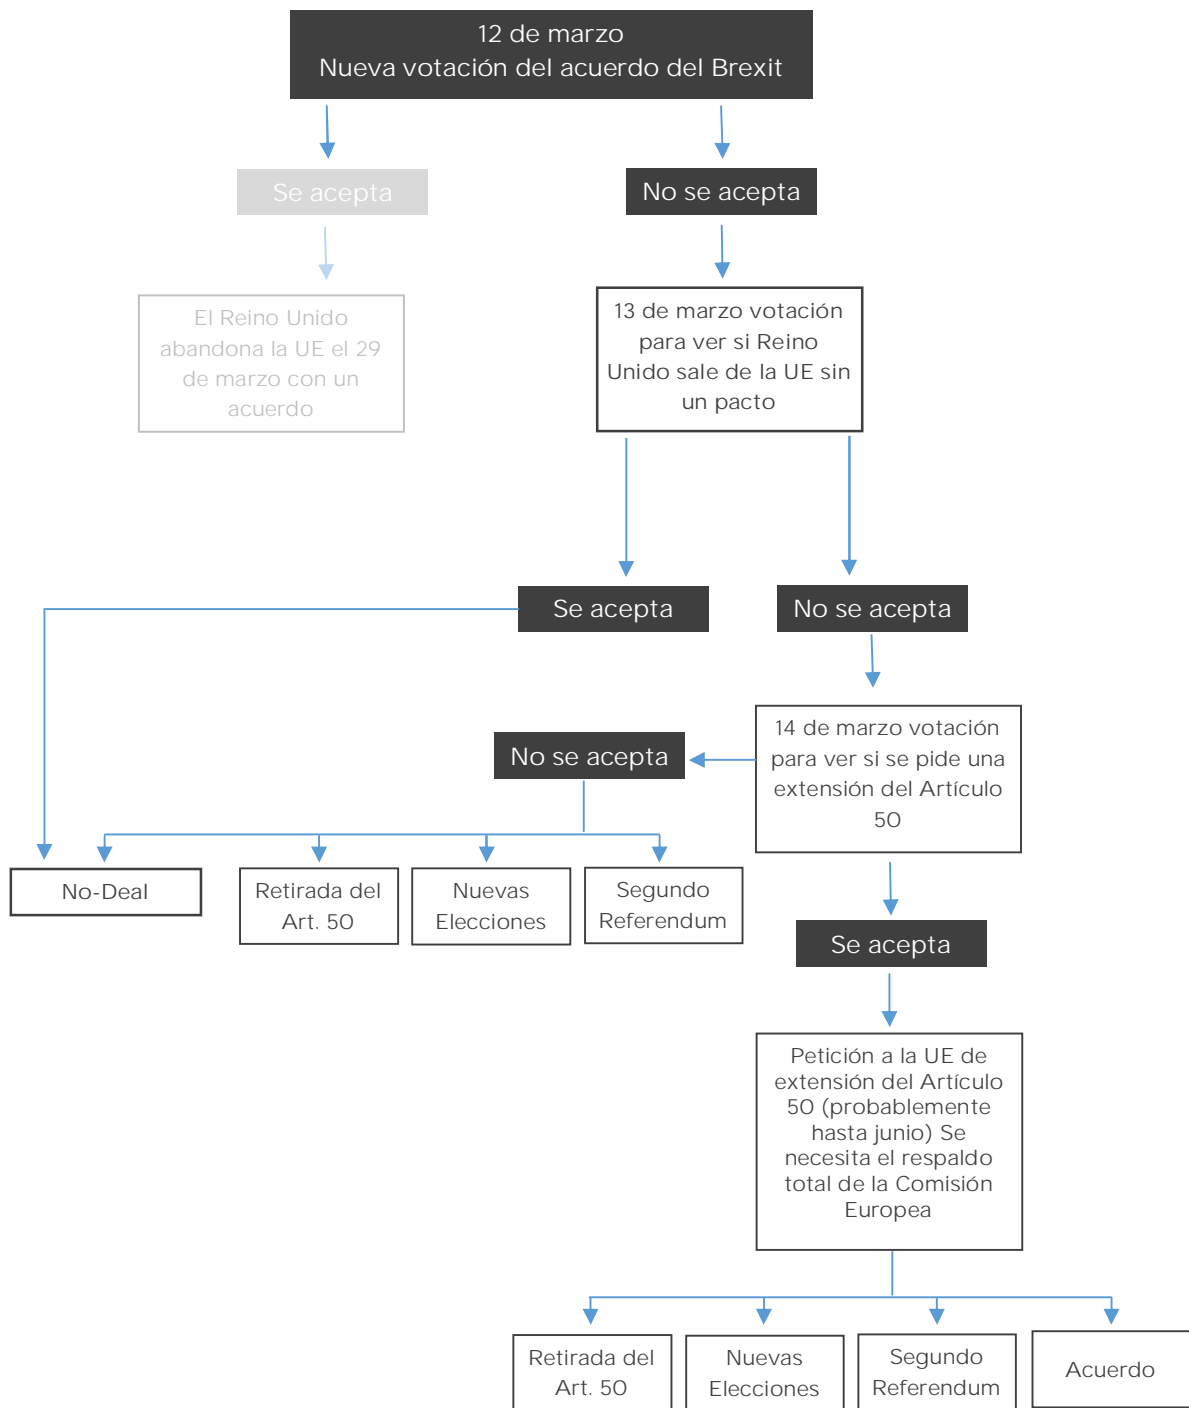 12 de marzo
Nueva votación del acuerdo del Brexit
Se acepta
No se acepta
El Reino Unido
abandona la UE el 29
de marzo con un
acuerdo
13 de marzo votación
para ver si Reino
Unido sale de la UE sin
un pacto
Se acepta
No se acepta
14 de marzo votación
para ver si se pide una
extensión del Artículo
50
No se acepta
No-Deal
Retirada del
Art. 50
Nuevas
Elecciones
Segundo
Referendum
Se acepta
Petición a la UE de
extensión del Artículo
50 (probablemente
hasta junio) Se
necesita el respaldo
total de la Comisión
Europea
Retirada del
Art. 50
Nuevas
Elecciones
Segundo
Referendum
Acuerdo